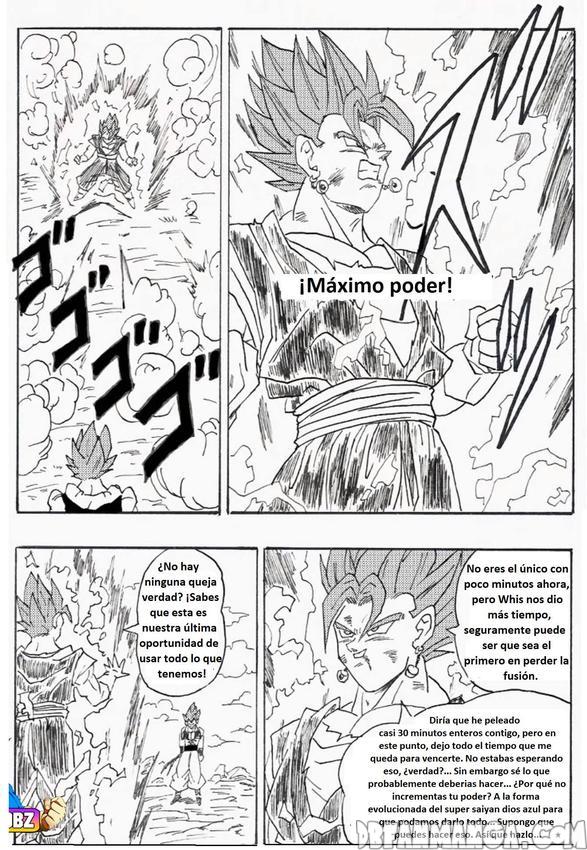 ¡Máximo poder!
ゴゴゴゴ
¿No hay
ninguna queja
verdad? ¡Sabes
que esta es
nuestra última
oportunidad de
usar todo lo que
tenemos!
No eres el único con
poco minutos ahora,
pero Whis nos dio
más tiempo,
seguramente puede
ser que sea el
primero en perder la
fusión.
Diría que he peleado
casi 30 minutos enteros contigo, pero en
este punto, dejo todo el tiempo que me
queda para vencerte. No estabas esperando
eso, ¿verdad?... Sin embargo sé lo que
probablemente deberias hacer... ¿Por qué no
incrementas tu poder? A la forma
evolucionada del super saiyan dios azul para
que podamos darlo todo... Supongo que
puedes hacer eso. Así que hazlo...
BZ
DBFANMANGA.COM